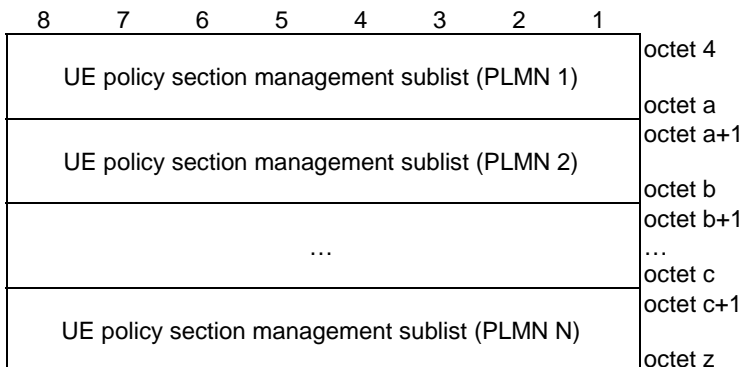 8 7 6 5 4 3 2 1
octet 4
UE policy section management sublist (PLMN 1)
octet a
octet a+1
UE policy section management sublist (PLMN 2)
octet b
octet b+1
… …
octet c
octet c+1
UE policy section management sublist (PLMN N)
octet z